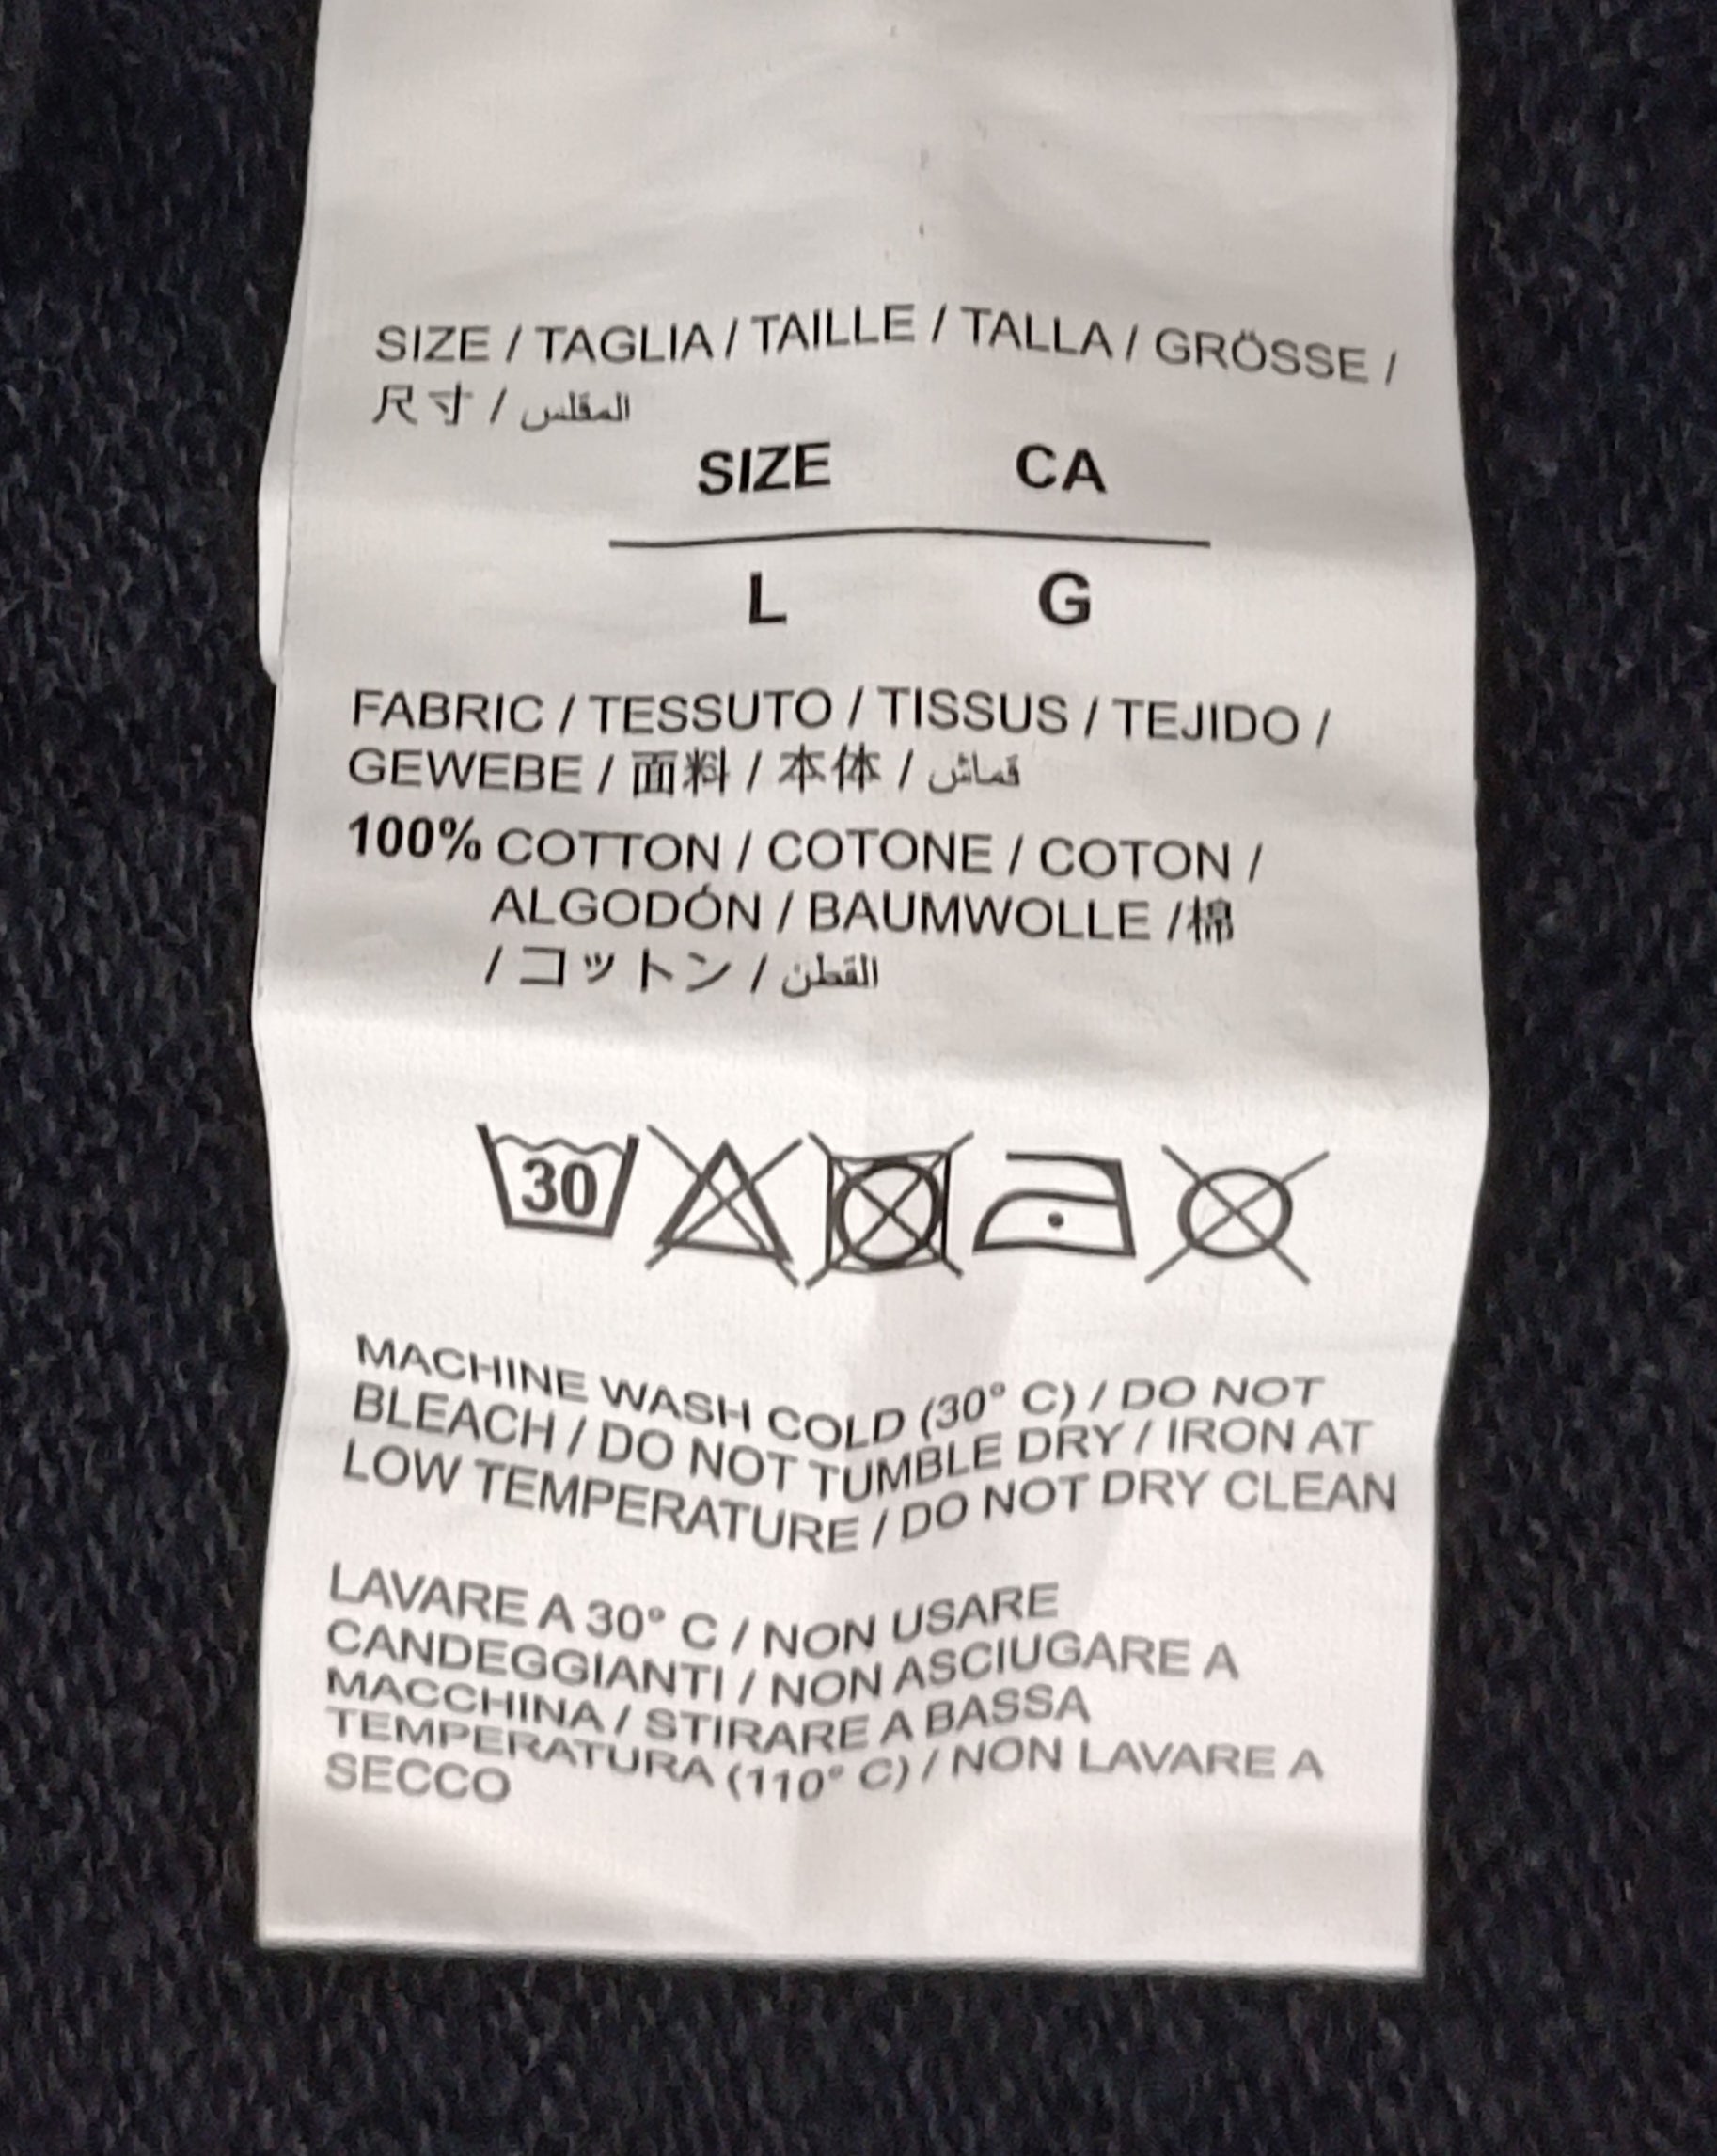 SIZE / TAGLIA / TAILLE / TALLA / GRÖSSE /
尺寸 / المقلس
SIZE CA
L G
FABRIC / TESSUTO / TISSUS / TEJIDO /
GEWEBE / 面料 / 本体 / قماش
100% COTTON / COTONE / COTON /
ALGODÓN / BAUMWOLLE / 棉
/ コットン / القطن
30
MACHINE WASH COLD (30° C) / DO NOT
BLEACH / DO NOT TUMBLE DRY / IRON AT
LOW TEMPERATURE / DO NOT DRY CLEAN
LAVARE A 30° C / NON USARE
CANDEGGIANTI / NON ASCIUGARE A
MACCHINA / STIRARE A BASSA
TEMPERATURA (110° C) / NON LAVARE A
SECCO